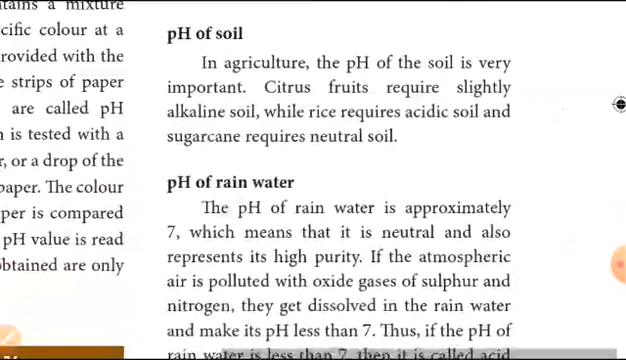 tains a mixture
cific colour at a
rovided with the
e strips of paper
are called pH
n is tested with a
r, or a drop of the
paper. The colour
per is compared
pH value is read
obtained are only
pH of soil
In agriculture, the pH of the soil is very
important. Citrus fruits require slightly
alkaline soil, while rice requires acidic soil and
sugarcane requires neutral soil.
pH of rain water
The pH of rain water is approximately
7, which means that it is neutral and also
represents its high purity. If the atmospheric
air is polluted with oxide gases of sulphur and
nitrogen, they get dissolved in the rain water
and make its pH less than 7. Thus, if the pH of
rain water is less than 7, then it is called acid